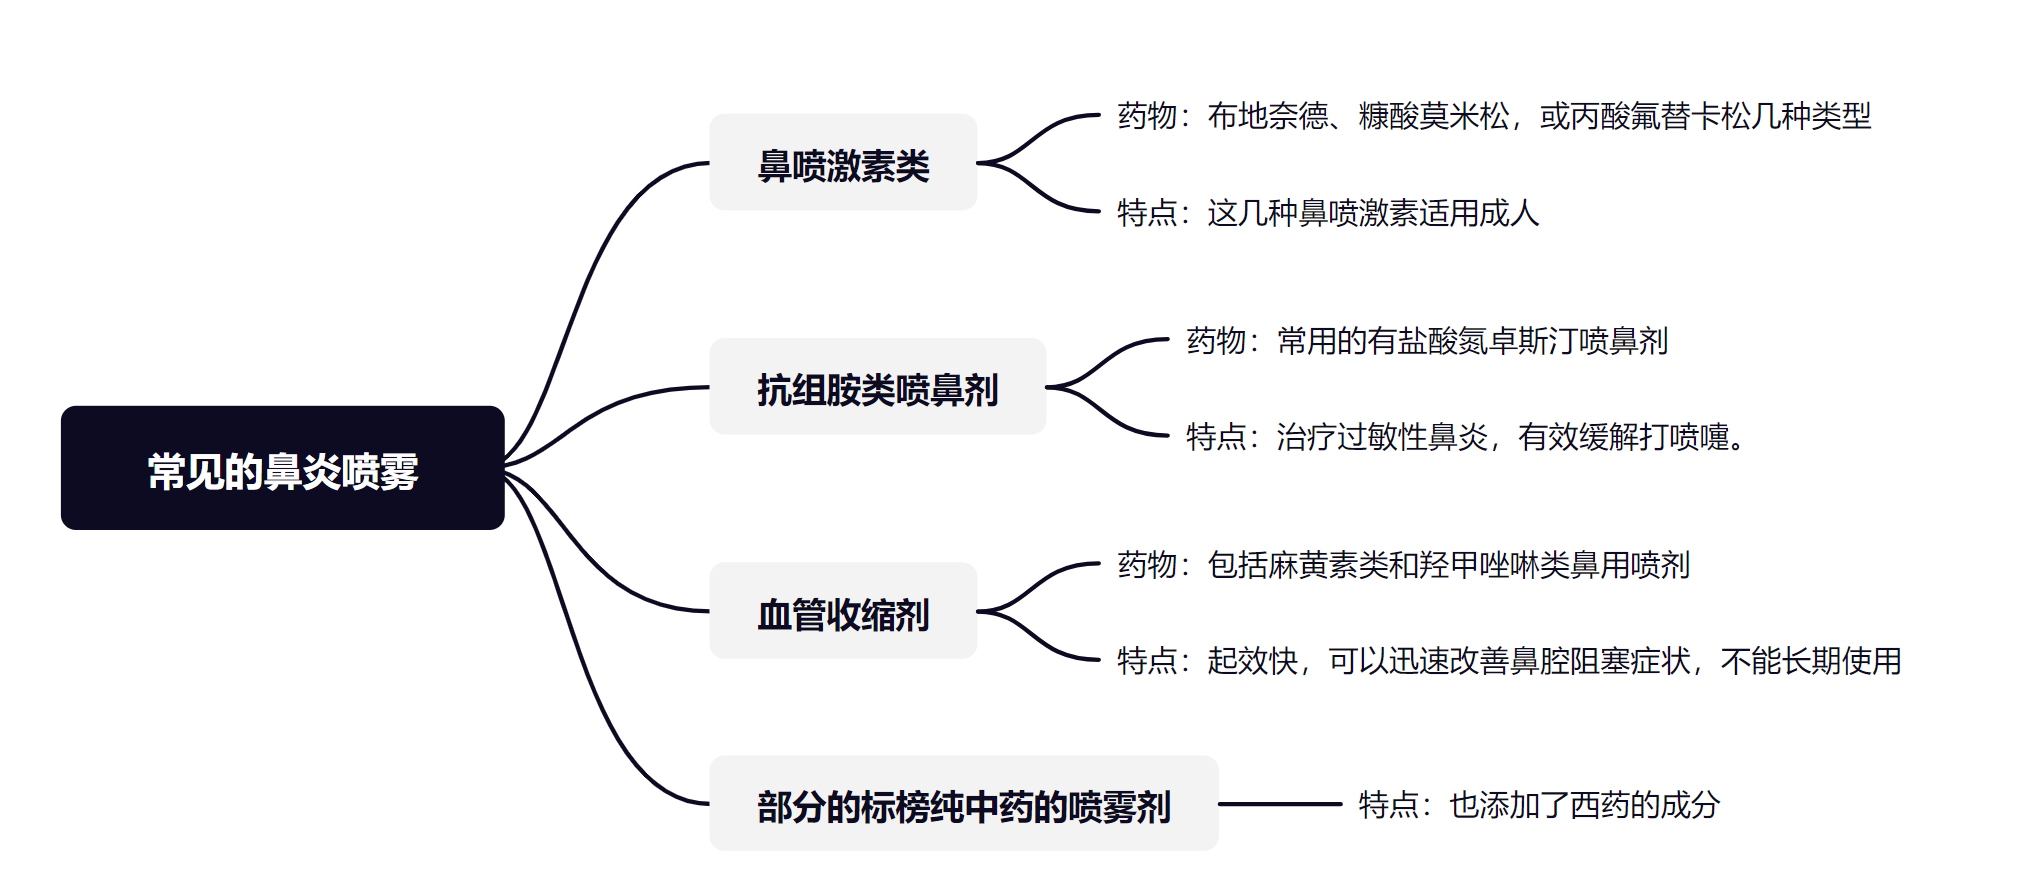 常见的鼻炎喷雾
鼻喷激素类
药物：布地奈德、糠酸莫米松，或丙酸氟替卡松几种类型
特点：这几种鼻喷激素适用成人
抗组胺类喷鼻剂
药物：常用的有盐酸氮卓斯汀喷鼻剂
特点：治疗过敏性鼻炎，有效缓解打喷嚏。
血管收缩剂
药物：包括麻黄素类和羟甲唑啉类鼻用喷剂
特点：起效快，可以迅速改善鼻腔阻塞症状，不能长期使用
部分的标榜纯中药的喷雾剂
特点：也添加了西药的成分